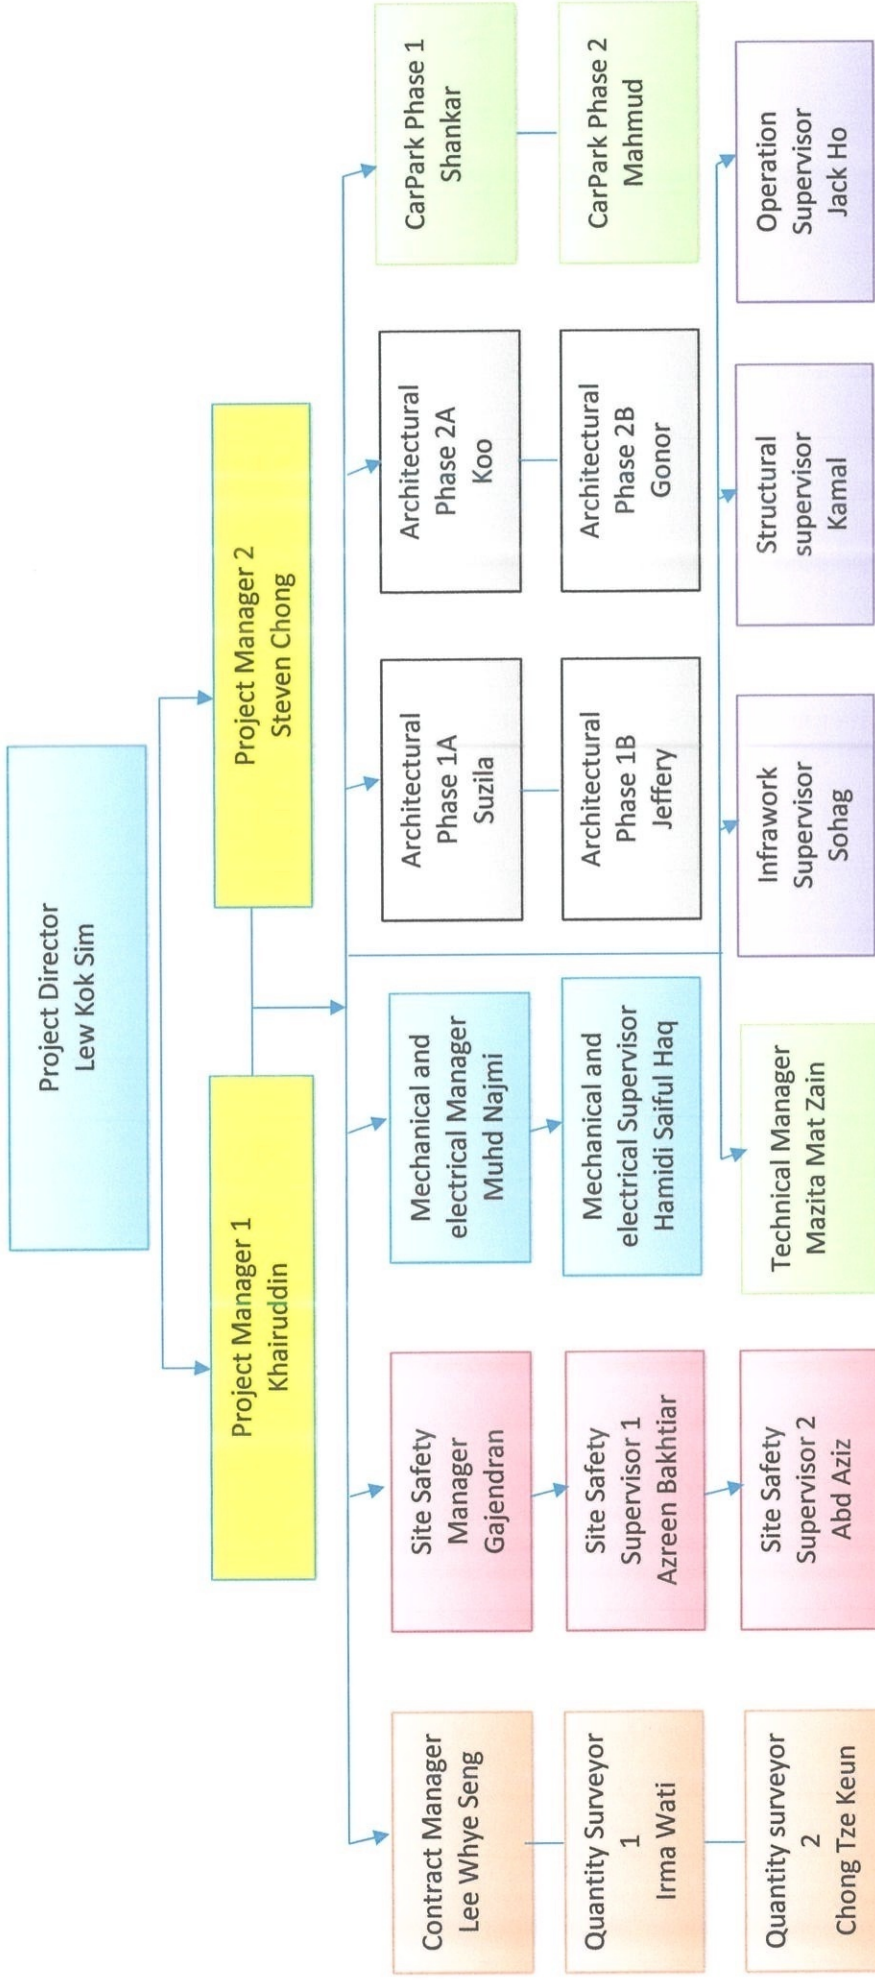 Project Director
Lew Kok Sim
Project Manager 1
Khairuddin
Project Manager 2
Steven Chong
Contract Manager
Lee Whye Seng
Site Safety
Manager
Gajendran
Mechanical and
electrical Manager
Muhd Najmi
Architectural
Phase 1A
Suzila
Architectural
Phase 2A
Koo
CarPark Phase 1
Shankar
Quantity Surveyor
1
Irma Wati
Site Safety
Supervisor 1
Azreen Bakhtiar
Mechanical and
electrical Supervisor
Hamidi Saiful Haq
Architectural
Phase 1B
Jeffery
Architectural
Phase 2B
Gonor
CarPark Phase 2
Mahmud
Quantity surveyor
2
Chong Tze Keun
Site Safety
Supervisor 2
Abd Aziz
Technical Manager
Mazita Mat Zain
Infrawork
Supervisor
Sohag
Structural
supervisor
Kamal
Operation
Supervisor
Jack Ho